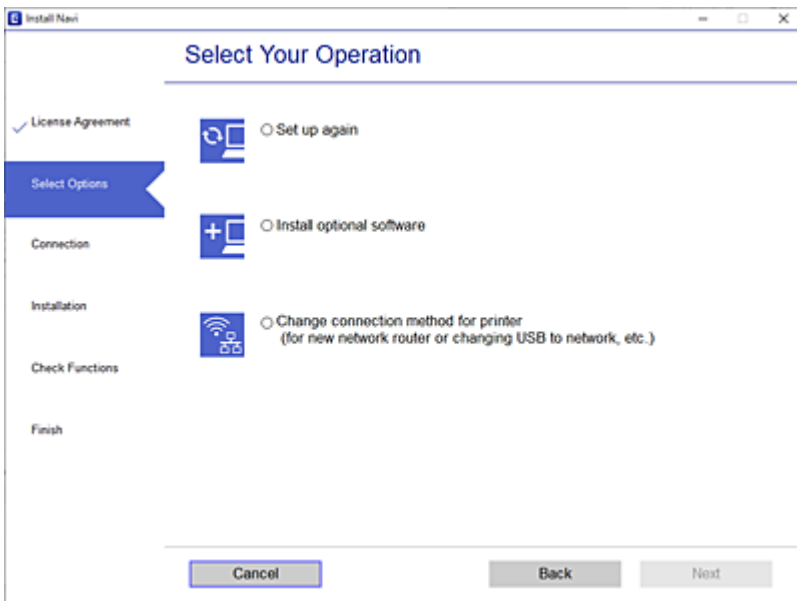 Install Navi
Select Your Operation
License Agreement
Select Options
Connection
Installation
Check Functions
Finish
Set up again
Install optional software
Change connection method for printer
(for new network router or changing USB to network, etc.)
Cancel
Back
Next